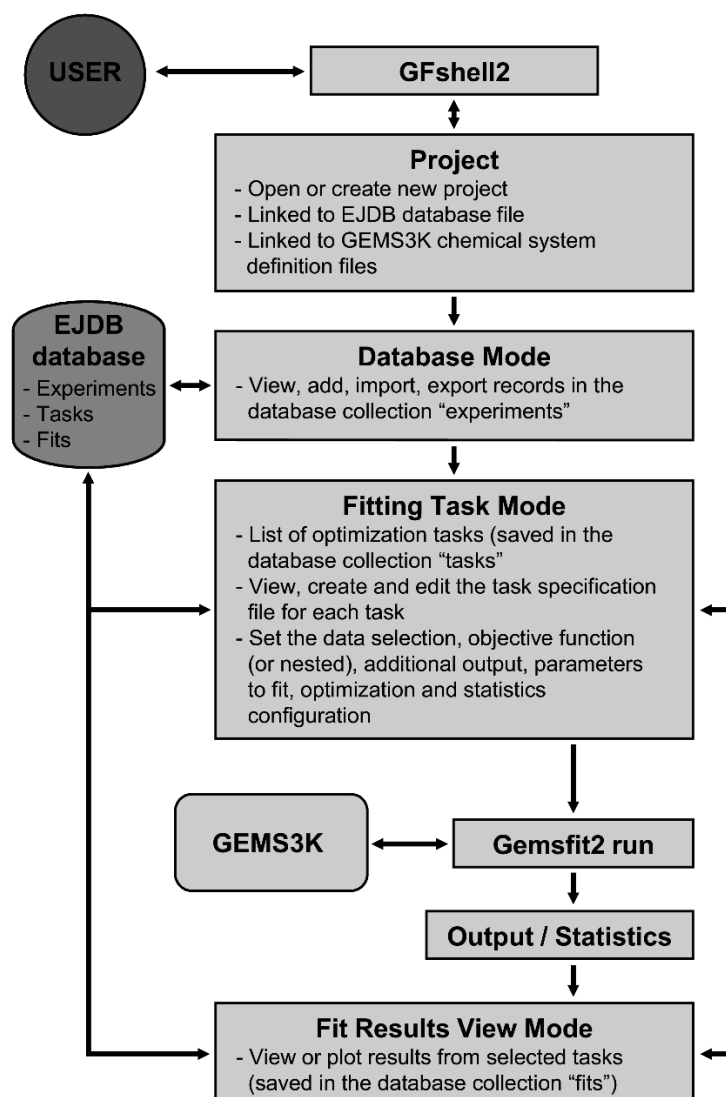 USER
GFshell2
Project
- Open or create new project
- Linked to EJDB database file
- Linked to GEMS3K chemical system
definition files
EJDB
database
- Experiments
- Tasks
- Fits
Database Mode
- View, add, import, export records in the
database collection “experiments”
Fitting Task Mode
- List of optimization tasks (saved in the
database collection “tasks”
- View, create and edit the task specification
file for each task
- Set the data selection, objective function
(or nested), additional output, parameters
to fit, optimization and statistics
configuration
GEMS3K
Gemsfit2 run
Output / Statistics
Fit Results View Mode
- View or plot results from selected tasks
(saved in the database collection “fits”)